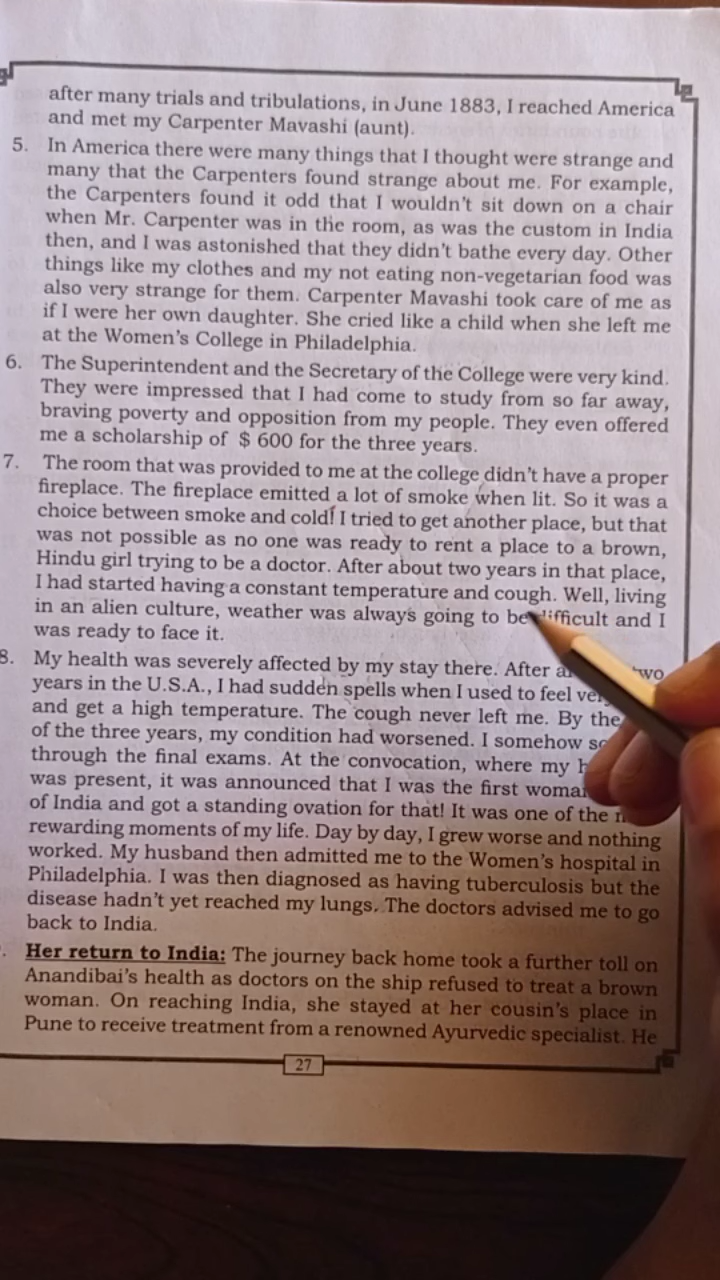 after many trials and tribulations, in June 1883, I reached America
and met my Carpenter Mavashi (aunt).
5. In America there were many things that I thought were strange and
many that the Carpenters found strange about me. For example,
the Carpenters found it odd that I wouldn't sit down on a chair
when Mr. Carpenter was in the room, as was the custom in India
then, and I was astonished that they didn't bathe every day. Other
things like my clothes and my not eating non-vegetarian food was
also very strange for them. Carpenter Mavashi took care of me as
if I were her own daughter. She cried like a child when she left me
at the Women's College in Philadelphia.
6. The Superintendent and the Secretary of the College were very kind.
They were impressed that I had come to study from so far away,
braving poverty and opposition from my people. They even offered
me a scholarship of $ 600 for the three years.
7. The room that was provided to me at the college didn't have a proper
fireplace. The fireplace emitted a lot of smoke when lit. So it was a
choice between smoke and cold! I tried to get another place, but that
was not possible as no one was ready to rent a place to a brown,
Hindu girl trying to be a doctor. After about two years in that place,
I had started having a constant temperature and cough. Well, living
in an alien culture, weather was always going to be difficult and I
was ready to face it.
8. My health was severely affected by my stay there. After two
years in the U.S.A., I had sudden spells when I used to feel
and get a high temperature. The cough never left me. By the
of the three years, my condition had worsened. I somehow
through the final exams. At the convocation, where my
was present, it was announced that I was the first
of India and got a standing ovation for that! It was one of the
rewarding moments of my life. Day by day, I grew worse and nothing
worked. My husband then admitted me to the Women's hospital in
Philadelphia. I was then diagnosed as having tuberculosis but the
disease hadn't yet reached my lungs. The doctors advised me to go
back to India.
Her return to India: The journey back home took a further toll on
Anandibai's health as doctors on the ship refused to treat a brown
woman. On reaching India, she stayed at her cousin's place in
Pune to receive treatment from a renowned Ayurvedic specialist. He
27